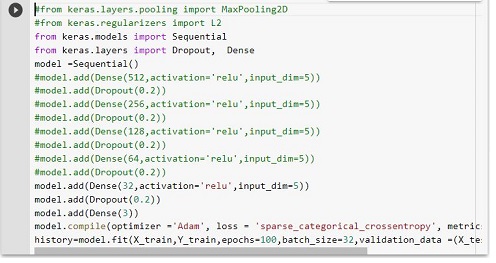 #from keras.layers.pooling import MaxPooling2D
#from keras.regularizers import L2
from keras.models import Sequential
from keras.layers import Dropout,  Dense
model =Sequential()
#model.add(Dense(512,activation='relu',input_dim=5))
#model.add(Dropout(0.2))
#model.add(Dense(256,activation='relu',input_dim=5))
#model.add(Dropout(0.2))
#model.add(Dense(128,activation='relu',input_dim=5))
#model.add(Dropout(0.2))
#model.add(Dense(64,activation='relu',input_dim=5))
#model.add(Dropout(0.2))
model.add(Dense(32,activation='relu',input_dim=5))
model.add(Dropout(0.2))
model.add(Dense(3))
model.compile(optimizer ='Adam', loss = 'sparse_categorical_crossentropy', metric
history=model.fit(X_train,Y_train,epochs=100,batch_size=32,validation_data =(X_te